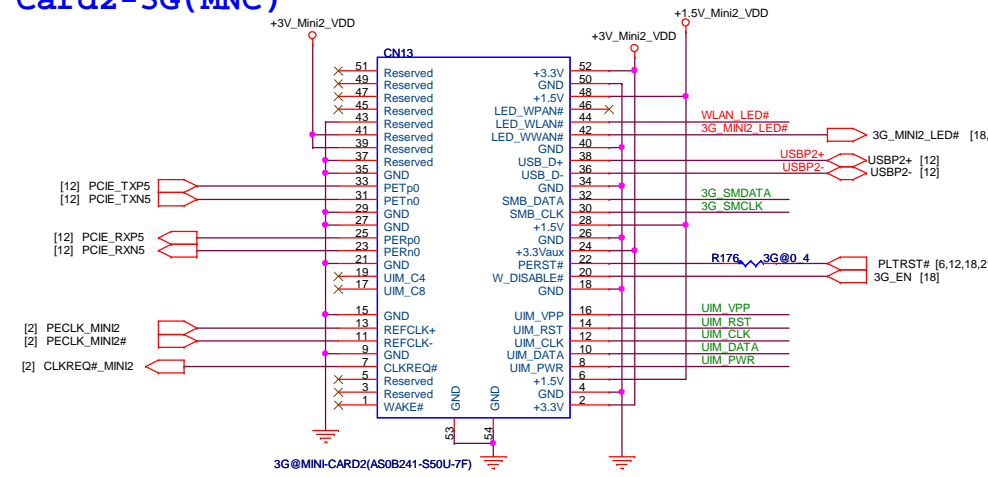 Card2-3G(MNC)
+1.5V_Mini2_VDD
+3V_Mini2_VDD
+3V_Mini2_VDD
CN13
51 Reserved +3.3V 52
49 Reserved GND 50
47 Reserved +1.5V 48
45 Reserved LED_WPAN# 46
43 Reserved LED_WLAN# 44 WLAN_LED#
41 Reserved LED_WWAN# 42 3G_MINI2_LED# 3G_MINI2_LED# [18,
39 Reserved GND 40
37 Reserved USB_D+ 38 USBP2+ USBP2+ [12]
35 GND USB_D- 36 USBP2- USBP2- [12]
[12] PCIE_TXP5 33 PETp0 GND 34
[12] PCIE_TXN5 31 PETn0 SMB_DATA 32 3G_SMDATA
29 GND SMB_CLK 30 3G_SMCLK
27 GND +1.5V 28
[12] PCIE_RXP5 25 PERp0 GND 26
[12] PCIE_RXN5 23 PERn0 +3.3Vaux 24
21 GND PERST# 22 R176 3G@0_4 PLTRST# [6,12,18,2
19 UIM_C4 W_DISABLE# 20 3G_EN [18]
17 UIM_C8 GND 18
15 GND UIM_VPP 16 UIM_VPP
[2] PECLK_MINI2 13 REFCLK+ UIM_RST 14 UIM_RST
[2] PECLK_MINI2# 11 REFCLK- UIM_CLK 12 UIM_CLK
9 GND UIM_DATA 10 UIM_DATA
[2] CLKREQ#_MINI2 7 CLKREQ# UIM_PWR 8 UIM_PWR
5 Reserved +1.5V 6
3 Reserved GND 4
1 WAKE# +3.3V 2
GND GND
53 54
3G@MINI-CARD2(AS0B241-S50U-7F)